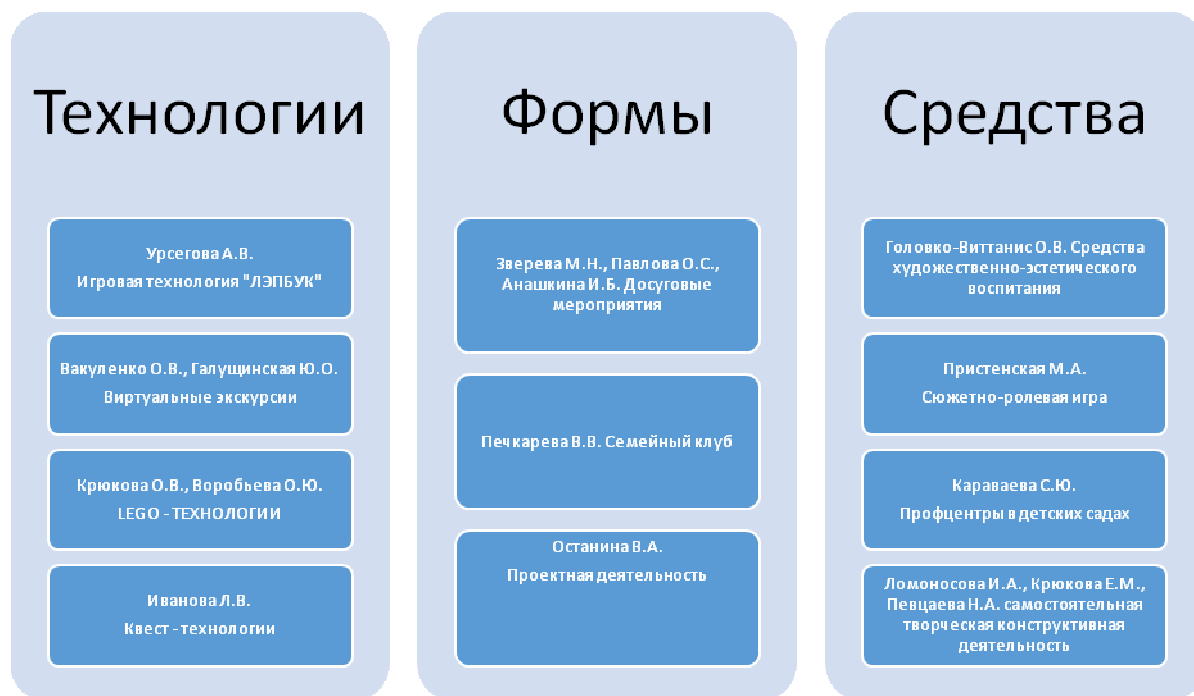 Технологии
Урсегова А.В.
Игровая технология "ЛЭПБУК"
Вакуленко О.В., Галущинская Ю.О.
Виртуальные экскурсии
Крюкова О.В., Воробьева О.Ю.
LEGO - ТЕХНОЛОГИИ
Иванова Л.В.
Квест - технологии
Формы
Зверева М.Н., Павлова О.С.,
Анашкина И.Б. Досуговые
мероприятия
Печкарева В.В. Семейный клуб
Останина В.А.
Проектная деятельность
Средства
Головко-Виттанис О.В. Средства
художественно-эстетического
воспитания
Пристенская М.А.
Сюжетно-ролевая игра
Караваева С.Ю.
Профцентры в детских садах
Ломоносова И.А., Крюкова Е.М.,
Певцаева Н.А. самостоятельная
творческая конструктивная
деятельность